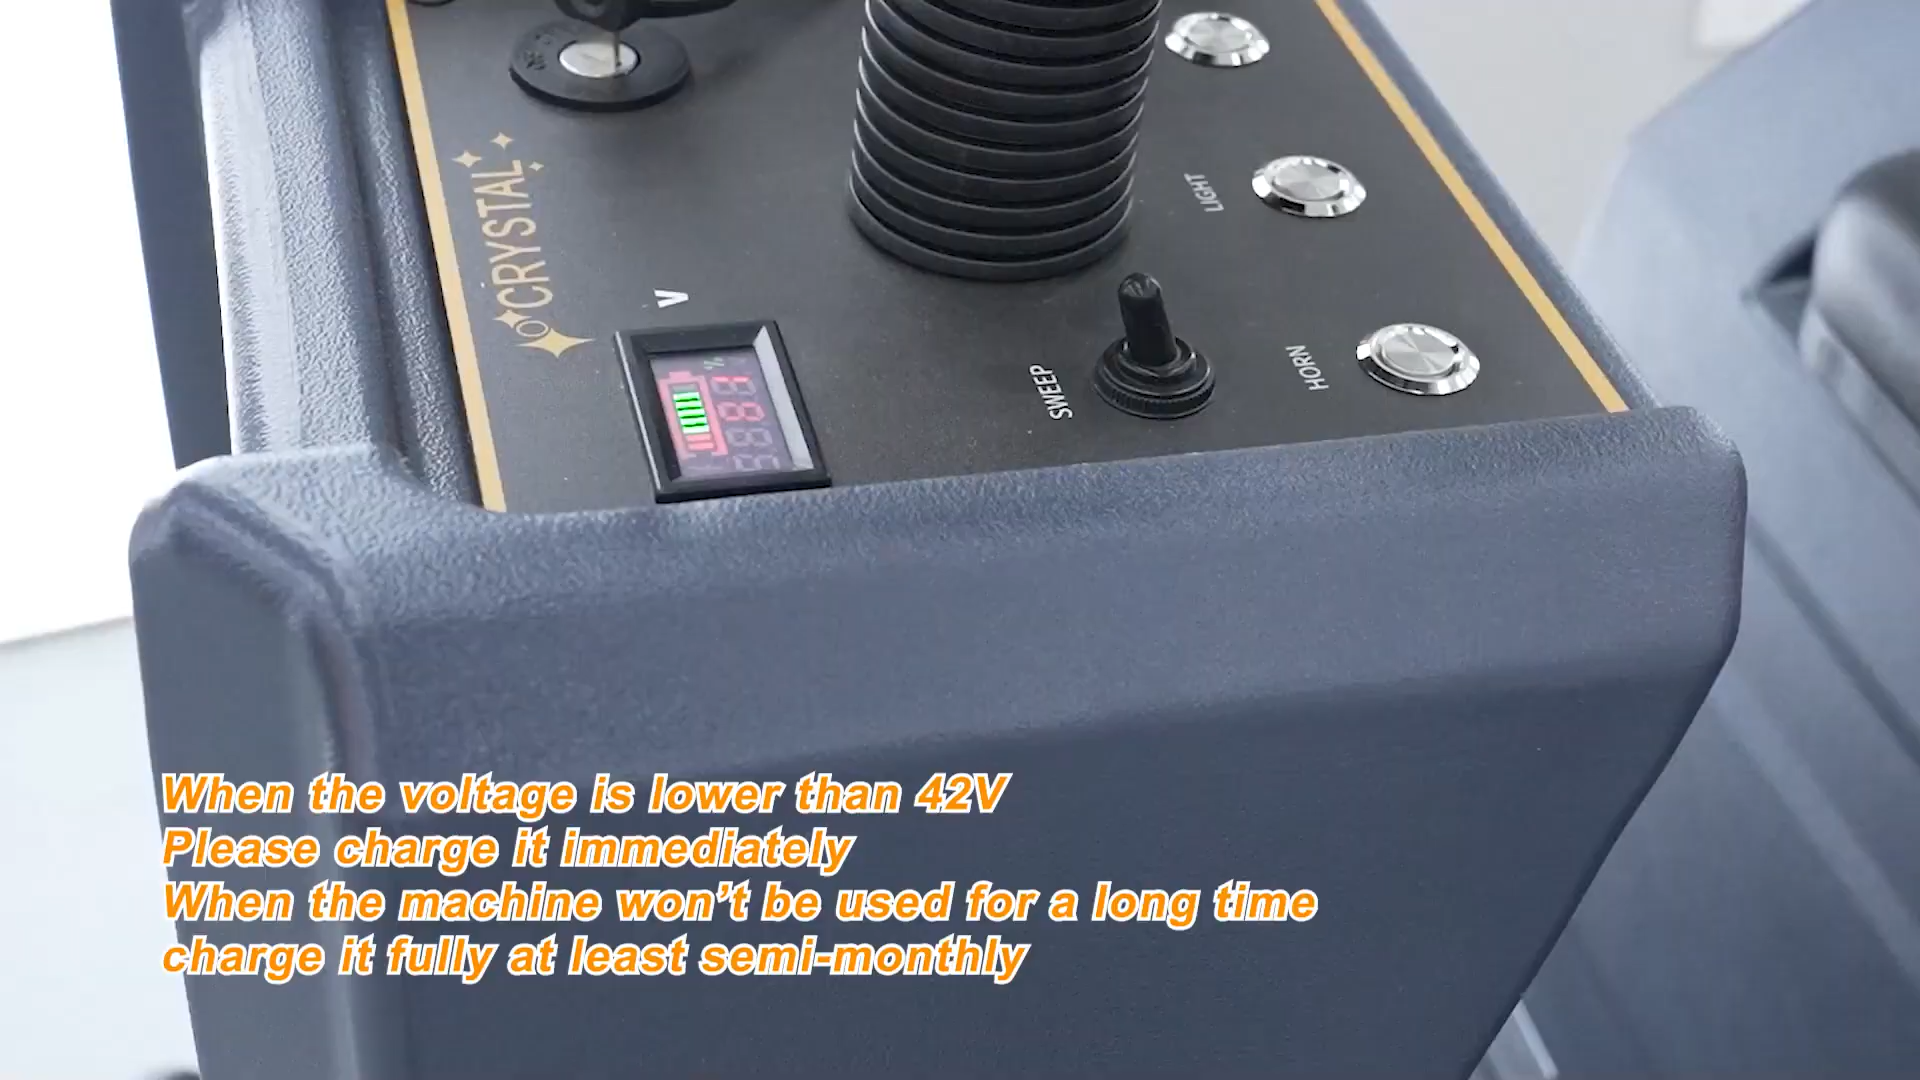 CRYSTAL
V
LIGHT
SWEEP
HORN
When the voltage is lower than 42V
Please charge it immediately
When the machine won't be used for a long time
charge it fully at least semi-monthly